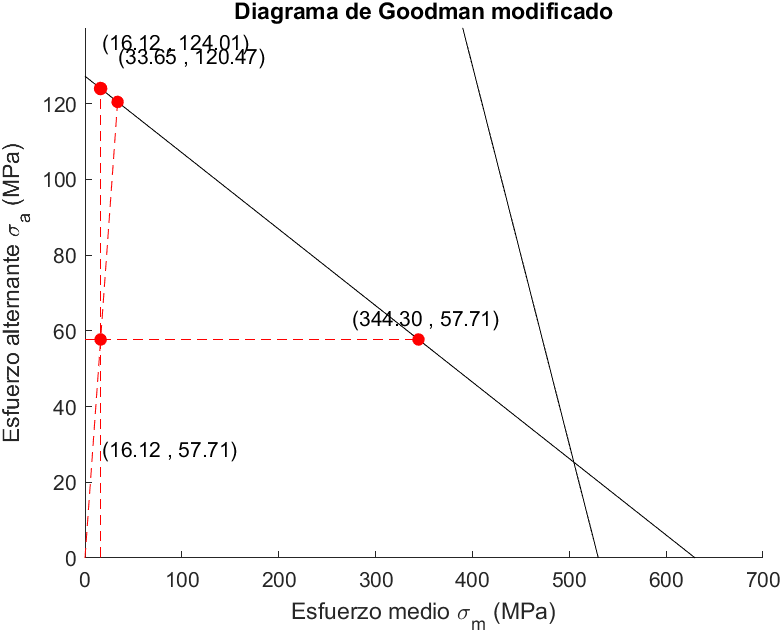 Diagrama de Goodman modificado
(16.12 , 124.01)
(33.65 , 120.47)
(344.30 , 57.71)
(16.12 , 57.71)
120
100
80
60
40
20
0
0 100 200 300 400 500 600 700
Esfuerzo alternante σa (MPa)
Esfuerzo medio σm (MPa)